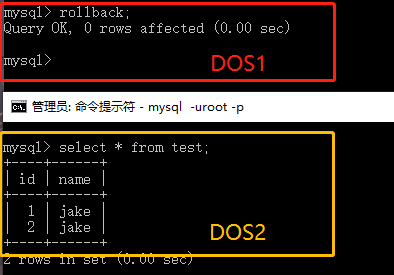 mysql> rollback;
Query OK, 0 rows affected (0.00 sec)
mysql>
DOS1
管理员: 命令提示符 - mysql  -uroot -p
mysql> select * from test;
+----+------+
| id | name |
+----+------+
|  1 | jake |
|  2 | jake |
+----+------+
DOS2
2 rows in set (0.00 sec)